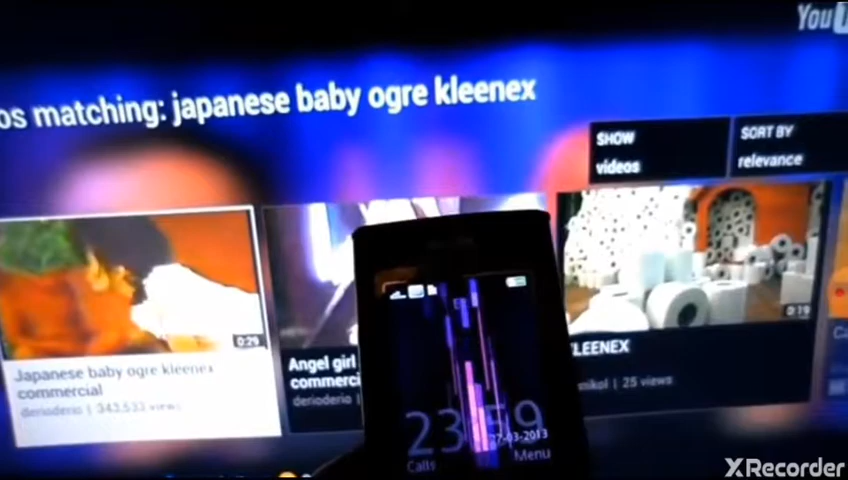 You
os matching: japanese baby ogre kleenex
SHOW
videos
SORT BY
relevance
0:29
0:19
Japanese baby ogre kleenex
commercial
derioderio | 343,533 views
Angel girl
commerci
derioderio
LEENEX
mikol | 25 views
Ca
23 59
27-03-2013
Calls
Menu
XRecorder